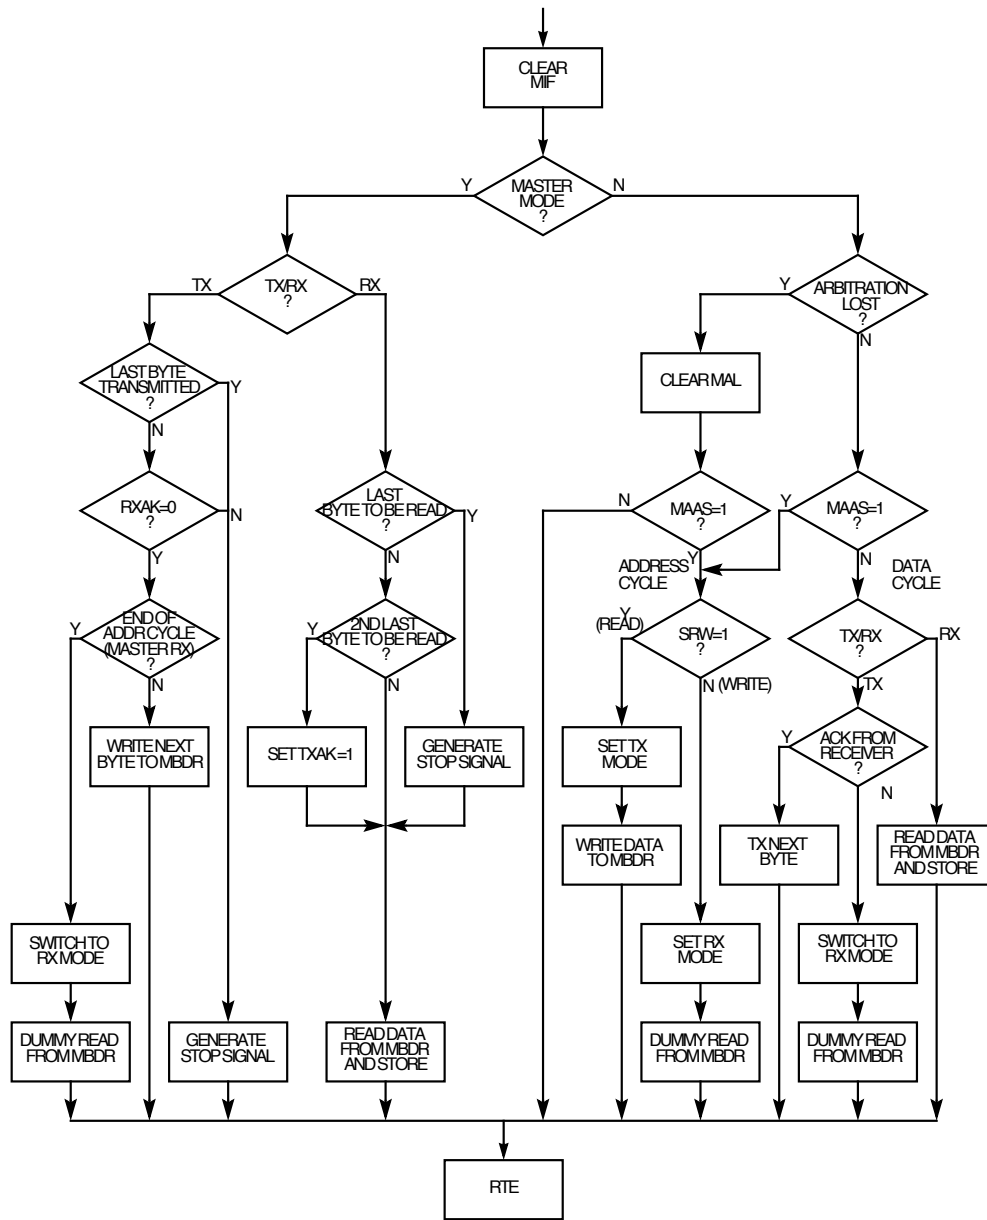 CLEAR
MIF
Y
MASTER
MODE
?
N
TX
TX/RX
?
RX
Y
ARBITRATION
LOST
?
N
LAST BYTE
TRANSMITTED
?
Y
N
CLEAR MAL
RXAK=0
?
N
Y
LAST
BYTE TO BE READ
?
Y
N
N
MAAS=1
?
Y
Y
MAAS=1
?
N
ADDRESS
CYCLE
DATA
CYCLE
Y
END OF
ADDR CYCLE
(MASTER RX)
?
N
Y
2ND LAST
BYTE TO BE READ
?
N
Y
(READ)
SRW=1
?
N (WRITE)
TX/RX
?
RX
TX
WRITE NEXT
BYTE TO MBDR
SET TXAK =1
GENERATE
STOP SIGNAL
SET TX
MODE
Y
ACK FROM
RECEIVER
?
N
WRITE DATA
TO MBDR
TX NEXT
BYTE
READ DATA
FROM MBDR
AND STORE
SWITCH TO
RX MODE
SET RX
MODE
SWITCH TO
RX MODE
DUMMY READ
FROM MBDR
GENERATE
STOP SIGNAL
READ DATA
FROM MBDR
AND STORE
DUMMY READ
FROM MBDR
DUMMY READ
FROM MBDR
RTE